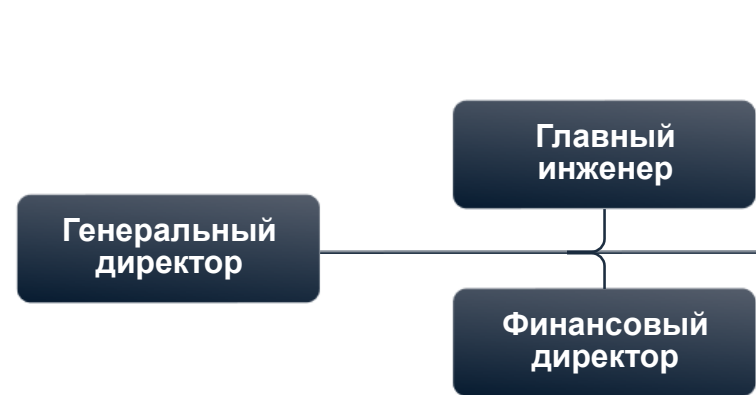 Главный
инженер
Генеральный
директор
Финансовый
директор